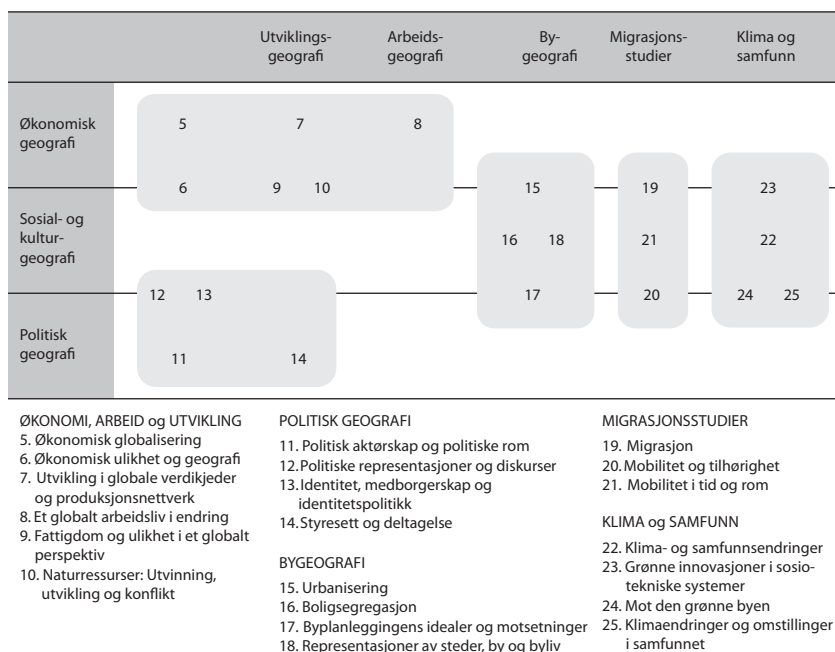 Utviklings-
geografi
Arbeids-
geografi
By-
geografi
Migrasjons-
studier
Klima og
samfunn
Økonomisk
geografi
5 7 8
6 9 10 15 19 23
Sosial- og
kultur-
geografi
16 18 21 22
12 13 17 20 24 25
Politisk
geografi
11 14
ØKONOMI, ARBEID og UTVIKLING
5. Økonomisk globalisering
6. Økonomisk ulikhet og geografi
7. Utvikling i globale verdikjeder
og produksjonsnettverk
8. Et globalt arbeidsliv i endring
9. Fattigdom og ulikhet i et globalt
perspektiv
10. Naturressurser: Utvinning,
utvikling og konflikt
POLITISK GEOGRAFI
11. Politisk aktørskap og politiske rom
12. Politiske representasjoner og diskurser
13. Identitet, medborgerskap og
identitetspolitikk
14. Styresett og deltagelse
BYGEOGRAFI
15. Urbanisering
16. Boligsegregasjon
17. Byplanleggingens idealer og motsetninger
18. Representasjoner av steder, by og byliv
MIGRASJONSSTUDIER
19. Migrasjon
20. Mobilitet og tilhørighet
21. Mobilitet i tid og rom
KLIMA og SAMFUNN
22. Klima- og samfunnsendringer
23. Grønne innovasjoner i sosio-
tekniske systemer
24. Mot den grønne byen
25. Klimaendringer og omstillinger
i samfunnet